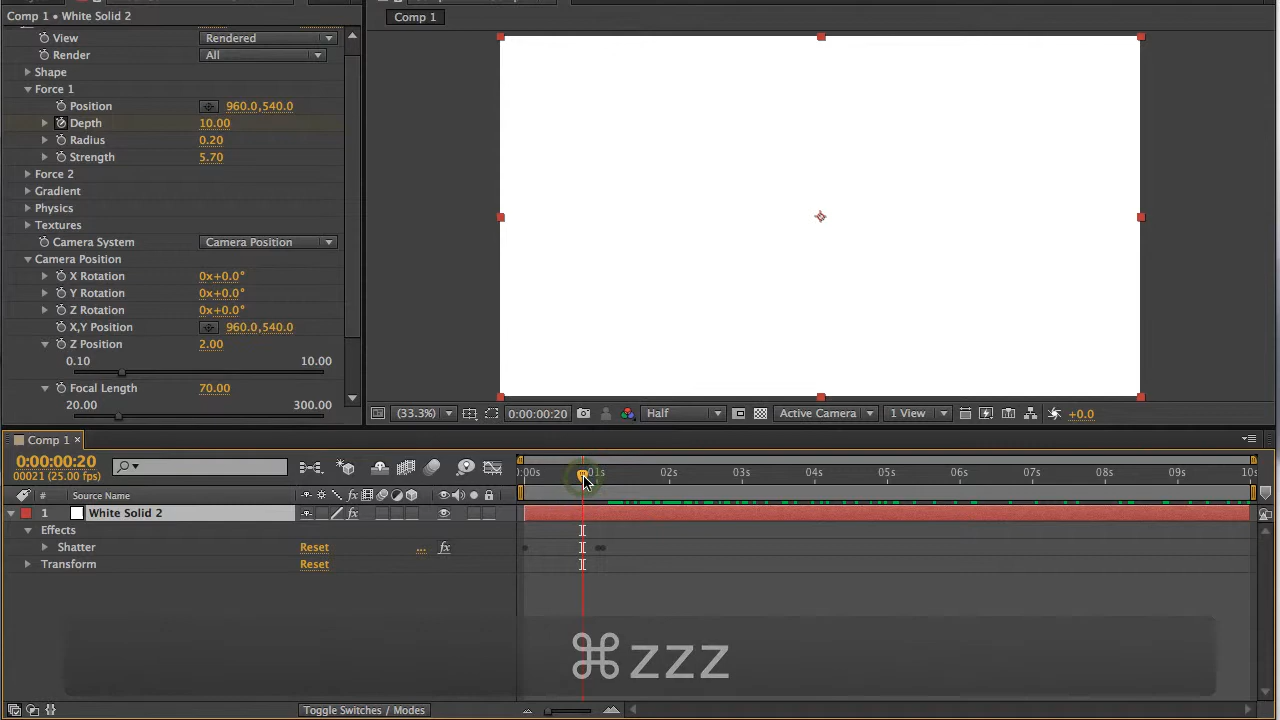 Comp 1 • White Solid 2
View Rendered
Render All
Shape
Force 1
Position 960.0,540.0
Depth 10.00
Radius 0.20
Strength 5.70
Force 2
Gradient
Physics
Textures
Camera System Camera Position
Camera Position
X Rotation 0x+0.0°
Y Rotation 0x+0.0°
Z Rotation 0x+0.0°
X,Y Position 960.0,540.0
Z Position 2.00
0.10 10.00
Focal Length 70.00
20.00 300.00
Comp 1
(33.3%) 0:00:00:20 Half Active Camera 1 View +0.0
Comp 1 ×
0:00:00:20
00021 (25.00 fps)
0:00s 01s 02s 03s 04s 05s 06s 07s 08s 09s 10s
# Source Name
1 White Solid 2
Effects
Shatter Reset ...
Transform Reset
⌘zzz
Toggle Switches / Modes